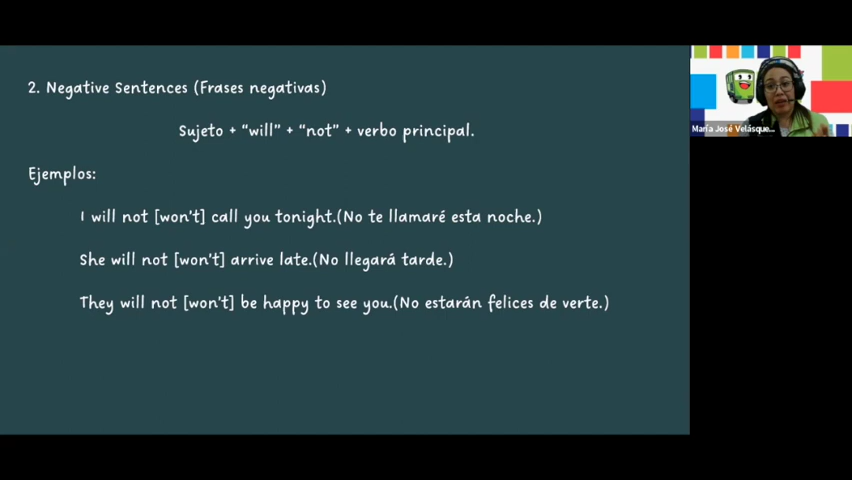 2. Negative Sentences (Frases negativas)
Sujeto + “will” + “not” + verbo principal.
Ejemplos:
I will not [won't] call you tonight.(No te llamaré esta noche.)
She will not [won't] arrive late.(No llegará tarde.)
They will not [won't] be happy to see you.(No estarán felices de verte.)
María José Velásque...